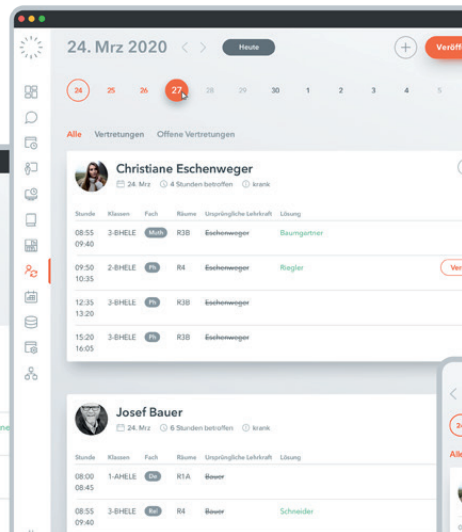 24. Mrz 2020 < > Heute + Veröff
24 25 26 27 28 29 30 1 2 3 4 5
Alle Vertretungen Offene Vertretungen
Christiane Eschenweger
24. Mrz 4 Stunden betroffen krank
Stunde Klassen Fach Räume Ursprüngliche Lehrkraft Lösung
08:55 3-BHELE Math R3B Eschenweger Baumgartner
09:40
09:50 2-BHELE Ph R4 Eschenweger Riegler Ver
10:35
12:35 3-BHELE Ph R3B Eschenweger
13:20
15:20 3-BHELE Ph R3B Eschenweger
16:05
Josef Bauer
24. Mrz 6 Stunden betroffen krank
Stunde Klassen Fach Räume Ursprüngliche Lehrkraft Lösung
08:00 1-AHELE De R1A Bauer
08:45
08:55 3-BHELE Rel R4 Bauer Schneider
09:40
Alle